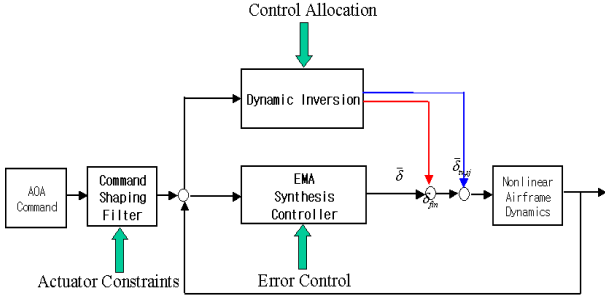 Control Allocation
Dynamic Inversion
AOA
Command
Command
Shaping
Filter
EMA
Synthesis
Controller
δ̄
δ̄
δfin
Nonlinear
Airframe
Dynamics
Actuator Constraints
Error Control